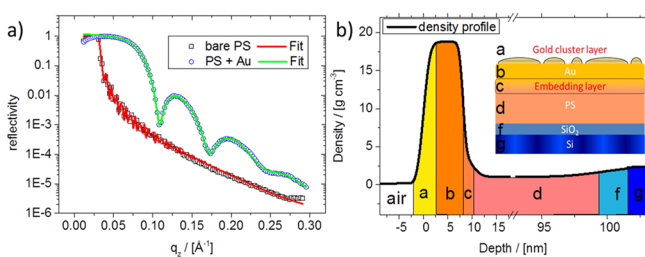 a)
bare PS Fit
PS + Au Fit
reflectivity
1
0.1
0.01
1E-3
1E-4
1E-5
1E-6
0.00 0.05 0.10 0.15 0.20 0.25 0.30
q_z / [Å⁻¹]
b)
density profile
Density / [g cm⁻³]
20
15
10
5
0
a Gold cluster layer
b Au
c Embedding layer
d PS
f SiO₂
g Si
air a b c d f g
-5 0 5 10 15 95 100
Depth / [nm]